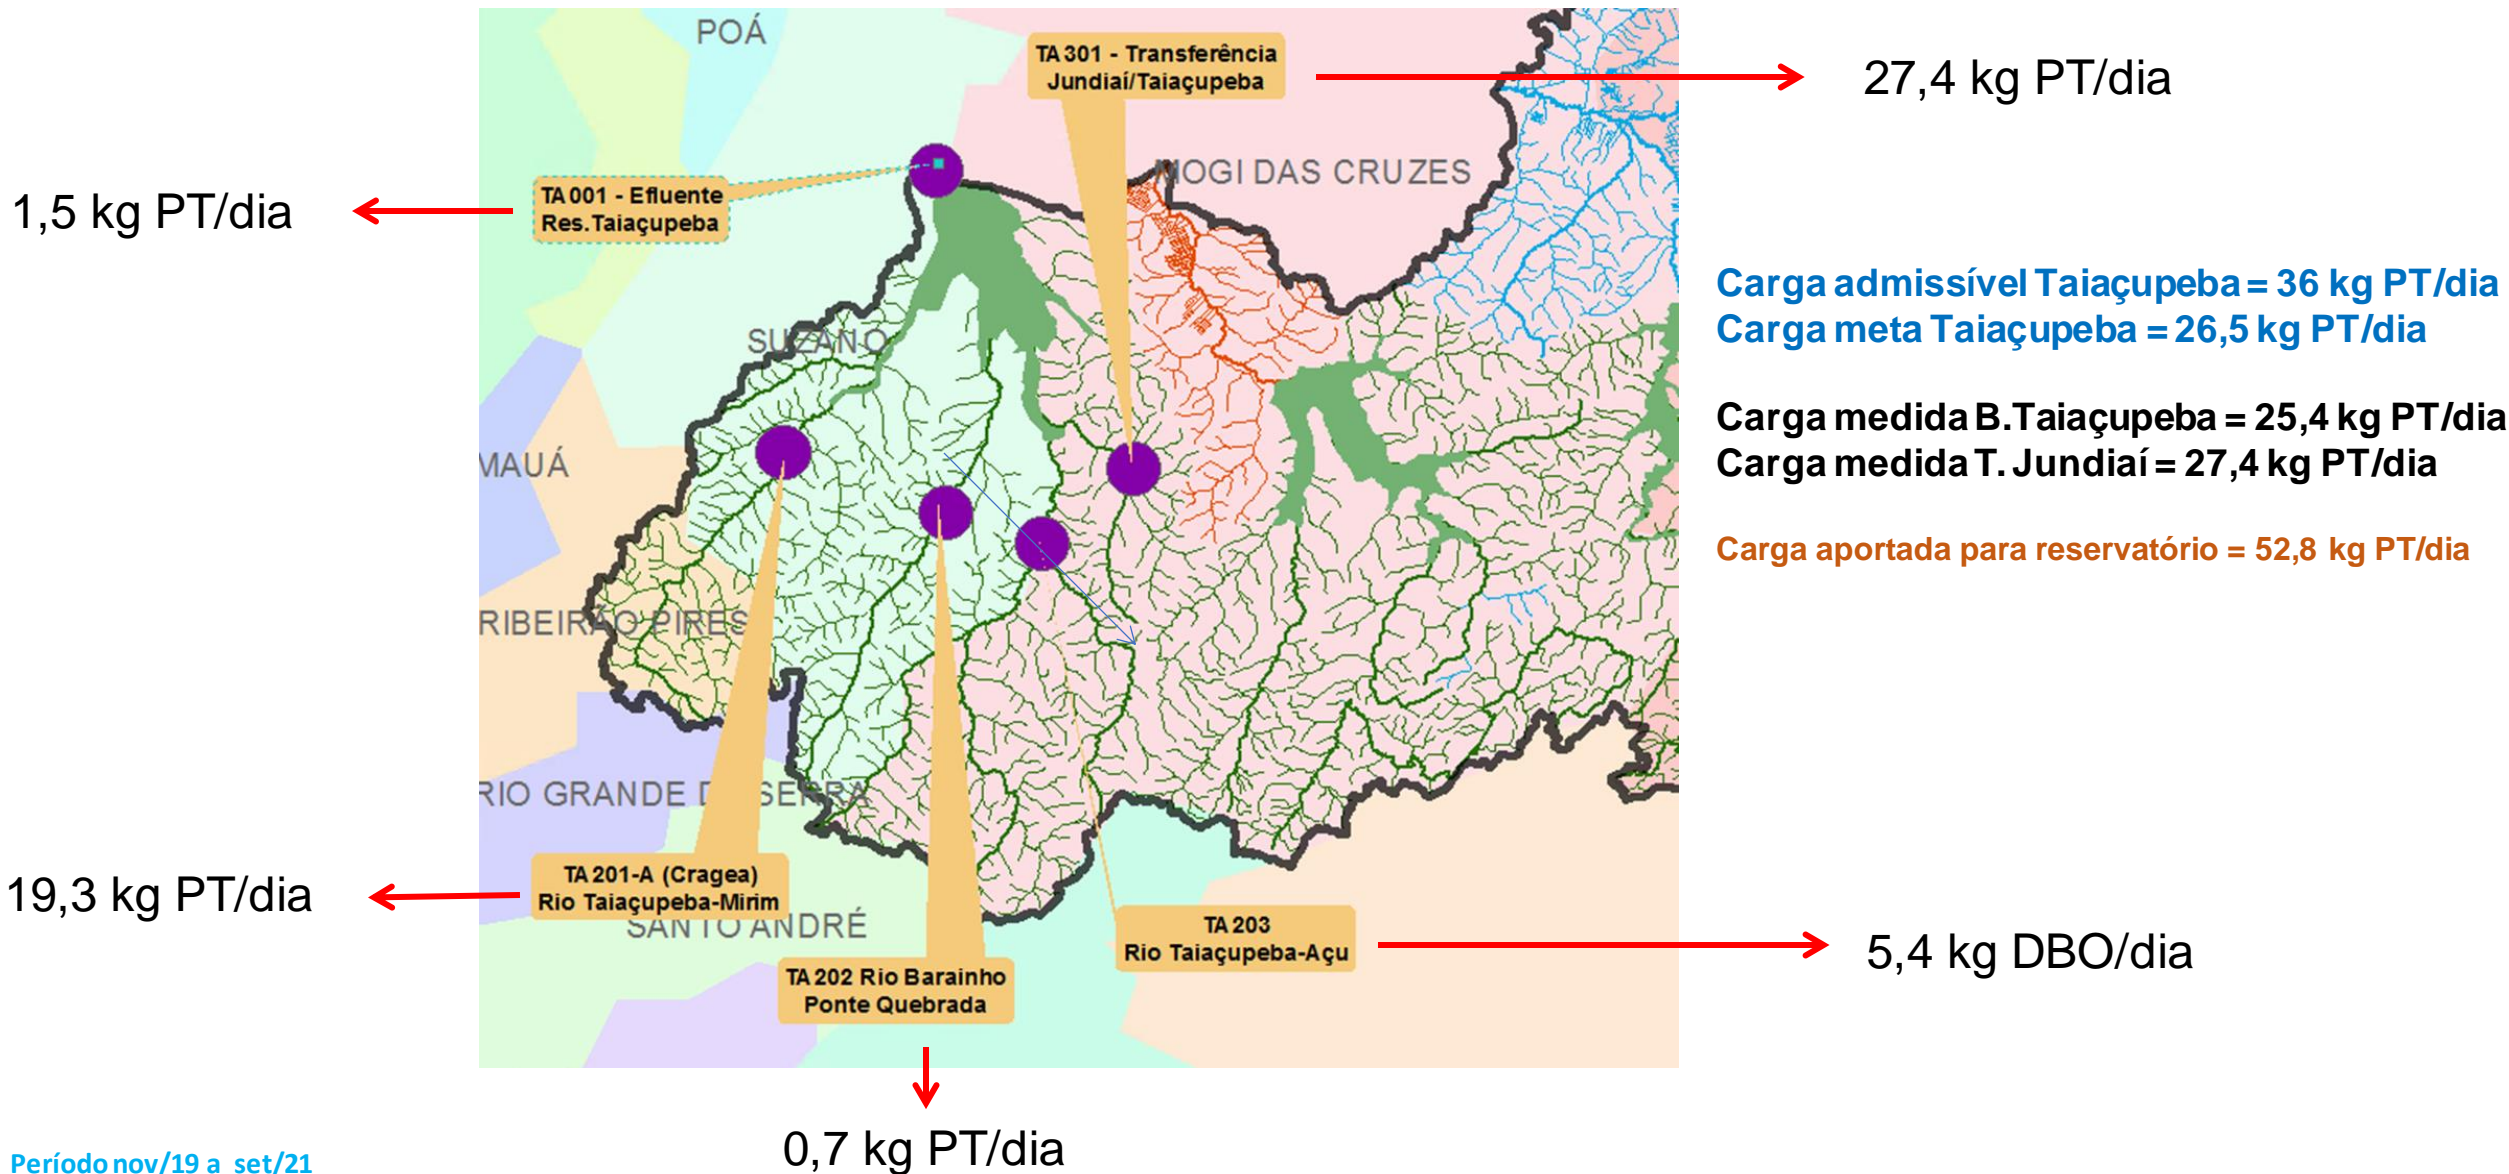 POÁ
TA 301 - Transferência
Jundiaí/Taiaçupeba
27,4 kg PT/dia
MOGI DAS CRUZES
TA 001 - Efluente
Res.Taiaçupeba
1,5 kg PT/dia
Carga admissível Taiaçupeba = 36 kg PT/dia
Carga meta Taiaçupeba = 26,5 kg PT/dia
SUZANO
Carga medida B.Taiaçupeba = 25,4 kg PT/dia
Carga medida T. Jundiaí = 27,4 kg PT/dia
MAUÁ
Carga aportada para reservatório = 52,8 kg PT/dia
RIBEIRÃO PIRES
RIO GRANDE DA SERRA
TA 201-A (Cragea)
Rio Taiaçupeba-Mirim
19,3 kg PT/dia
SANTO ANDRÉ
TA 203
Rio Taiaçupeba-Açu
5,4 kg DBO/dia
TA 202 Rio Barainho
Ponte Quebrada
0,7 kg PT/dia
Período nov/19 a set/21